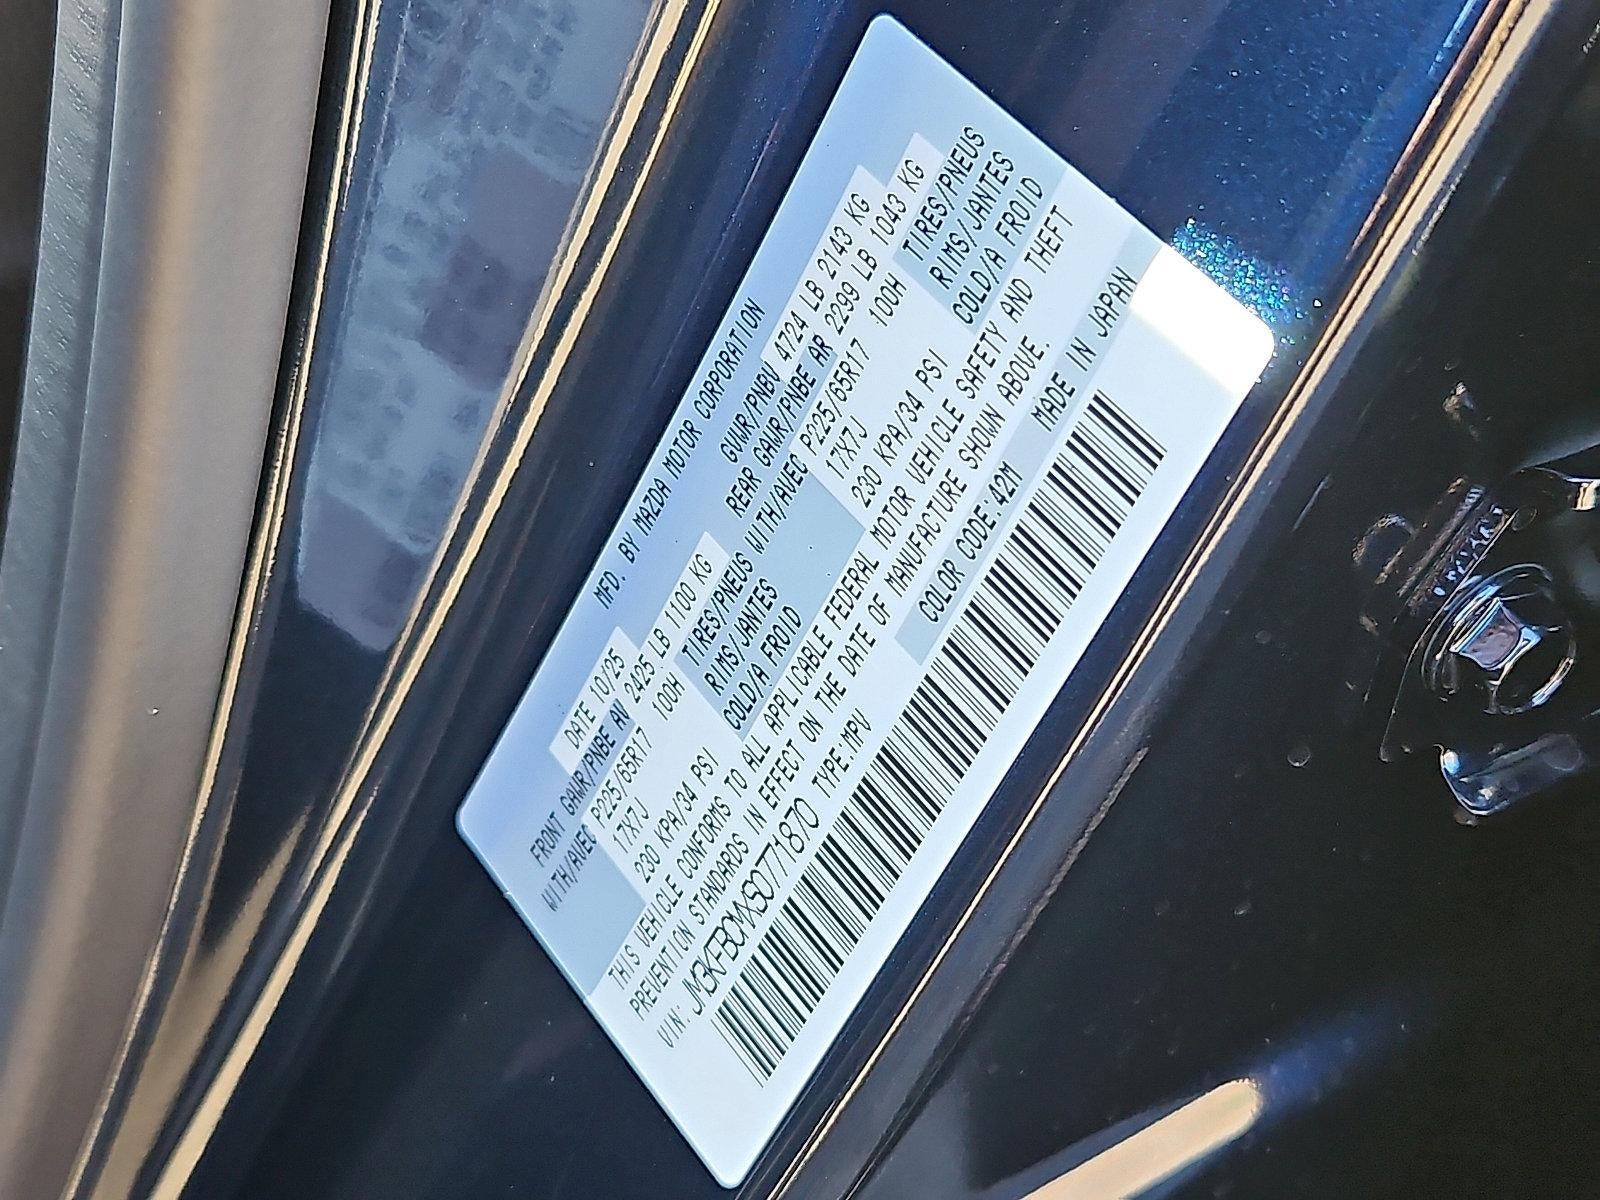 MFD. BY MAZDA MOTOR CORPORATION
DATE 10/25 GVWR/PNBV 4724 LB 2143 KG
FRONT GAWR/PNBE AV 2425 LB 1100 KG REAR GAWR/PNBE AR 2299 LB 1043 KG
WITH/AVEC P225/65R17 100H TIRES/PNEUS WITH/AVEC P225/65R17 100H TIRES/PNEUS
17X7J RIMS/JANTES 17X7J RIMS/JANTES
230 KPA/34 PSI COLD/A FROID 230 KPA/34 PSI COLD/A FROID
THIS VEHICLE CONFORMS TO ALL APPLICABLE FEDERAL MOTOR VEHICLE SAFETY AND THEFT
PREVENTION STANDARDS IN EFFECT ON THE DATE OF MANUFACTURE SHOWN ABOVE.
VIN: JM3KFBCMXS0771870 TYPE:MPV COLOR CODE:42M MADE IN JAPAN